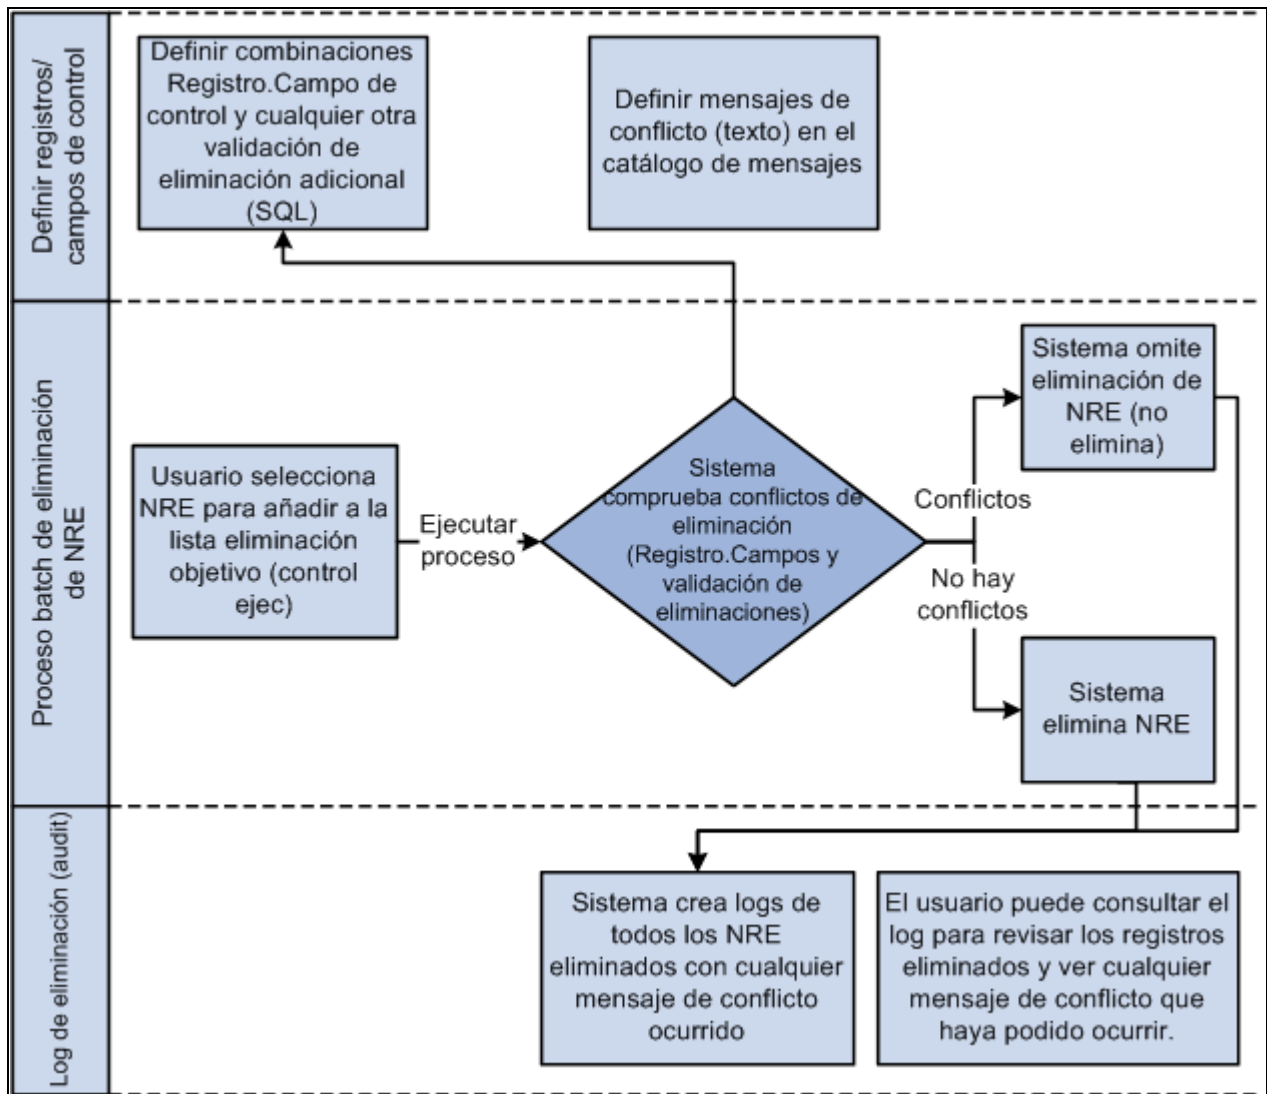 Definir registros/
campos de control
Definir combinaciones
Registro.Campo de
control y cualquier otra
validación de
eliminación adicional
(SQL)
Definir mensajes de
conflicto (texto) en el
catálogo de mensajes
Proceso batch de eliminación
de NRE
Usuario selecciona
NRE para añadir a la
lista eliminación
objetivo (control
ejec)
Ejecutar
proceso
Sistema
comprueba conflictos de
eliminación
(Registro.Campos y
validación de
eliminaciones)
Conflictos
No hay
conflictos
Sistema omite
eliminación de
NRE (no
elimina)
Sistema
elimina NRE
Log de eliminación (audit)
Sistema crea logs de
todos los NRE
eliminados con cualquier
mensaje de conflicto
ocurrido
El usuario puede consultar el
log para revisar los registros
eliminados y ver cualquier
mensaje de conflicto que
haya podido ocurrir.